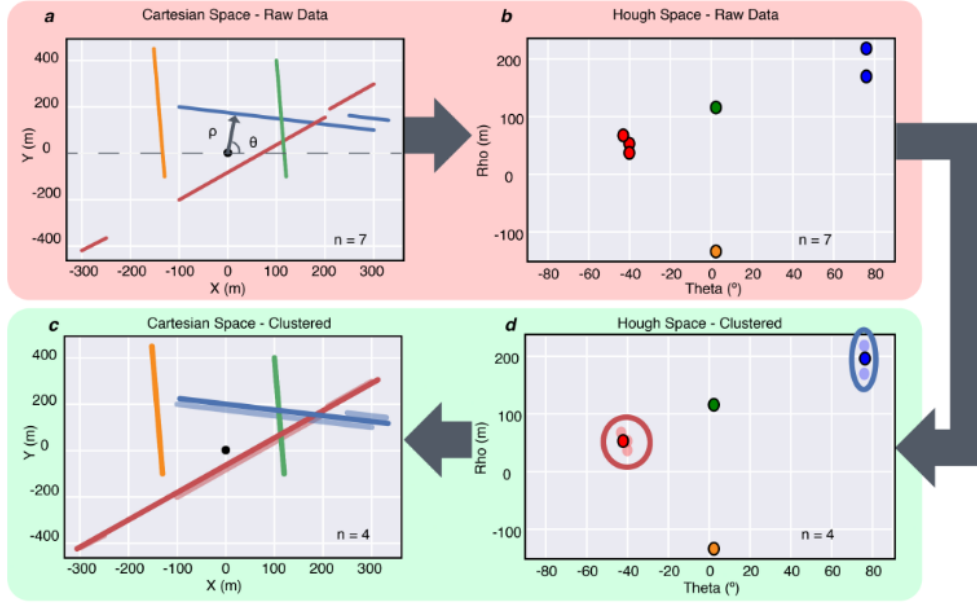 a Cartesian Space - Raw Data
400
200
0
-200
-400
Y (m)
ρ
θ
n = 7
-300 -200 -100 0 100 200 300
X (m)
b Hough Space - Raw Data
200
100
0
-100
Rho (m)
n = 7
-80 -60 -40 -20 0 20 40 60 80
Theta (º)
c Cartesian Space - Clustered
400
200
0
-200
-400
Y (m)
n = 4
-300 -200 -100 0 100 200 300
X (m)
d Hough Space - Clustered
200
100
0
-100
Rho (m)
n = 4
-80 -60 -40 -20 0 20 40 60 80
Theta (º)